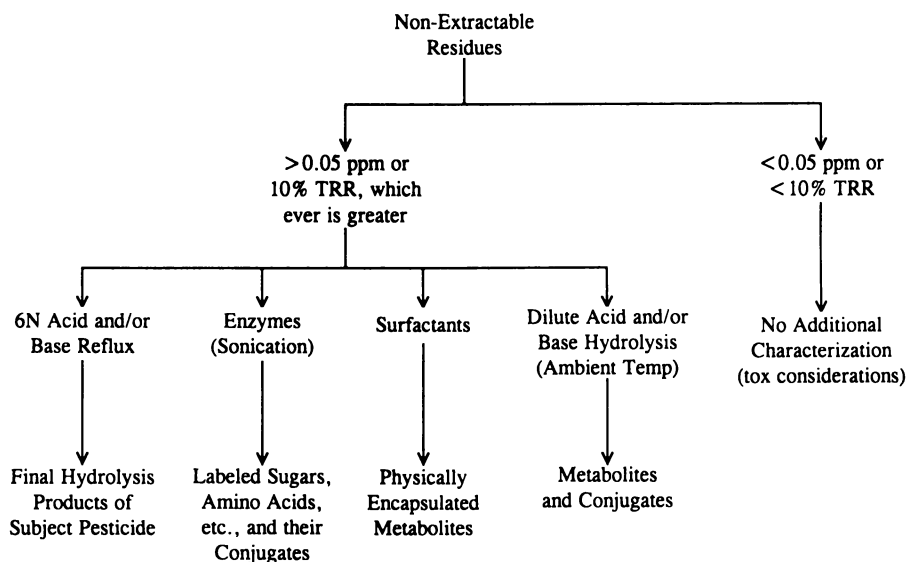 Non-Extractable
Residues
>0.05 ppm or
10% TRR, which
ever is greater
<0.05 ppm or
<10% TRR
6N Acid and/or
Base Reflux
Enzymes
(Sonication)
Surfactants
Dilute Acid and/or
Base Hydrolysis
(Ambient Temp)
No Additional
Characterization
(tox considerations)
Final Hydrolysis
Products of
Subject Pesticide
Labeled Sugars,
Amino Acids,
etc., and their
Conjugates
Physically
Encapsulated
Metabolites
Metabolites
and Conjugates